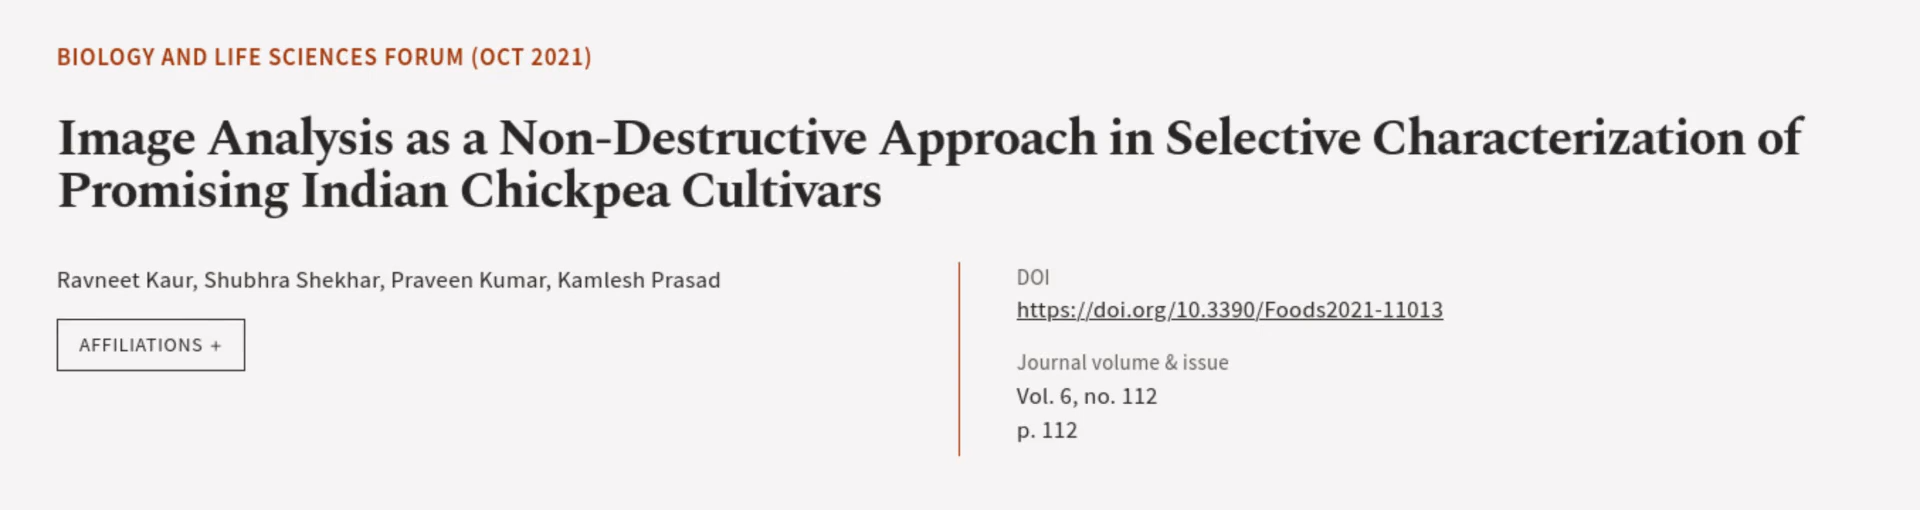 BIOLOGY AND LIFE SCIENCES FORUM (OCT 2021)
Image Analysis as a Non-Destructive Approach in Selective Characterization of
Promising Indian Chickpea Cultivars
Ravneet Kaur, Shubhra Shekhar, Praveen Kumar, Kamlesh Prasad
AFFILIATIONS +
DOI
https://doi.org/10.3390/Foods2021-11013
Journal volume & issue
Vol. 6, no. 112
p. 112